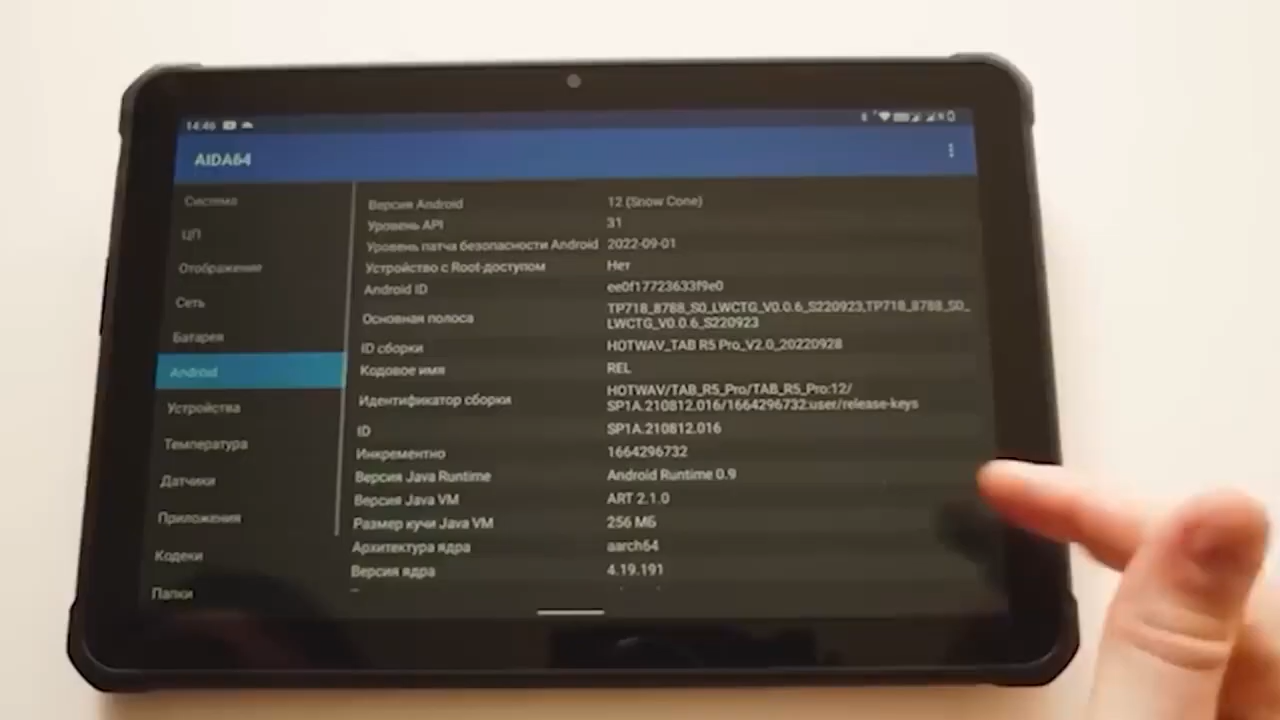 14:46
AIDA64
Система
ЦП
Отображение
Сеть
Батарея
Android
Устройства
Температура
Датчики
Приложения
Кодеки
Папки
Версия Android 12 (Snow Cone)
Уровень API 31
Уровень патча безопасности Android 2022-09-01
Устройство с Root-доступом Нет
Android ID ee0f17723633f9e0
Основная полоса TP718_8788_S0_LWCTG_V0.0.6_S220923,TP718_8788_S0_
LWCTG_V0.0.6_S220923
ID сборки HOTWAV_TAB R5 Pro_V2.0_20220928
Кодовое имя REL
Идентификатор сборки HOTWAV/TAB_R5_Pro/TAB_R5_Pro:12/
SP1A.210812.016/1664296732:user/release-keys
ID SP1A.210812.016
Инкрементно 1664296732
Версия Java Runtime Android Runtime 0.9
Версия Java VM ART 2.1.0
Размер кучи Java VM 256 МБ
Архитектура ядра aarch64
Версия ядра 4.19.191